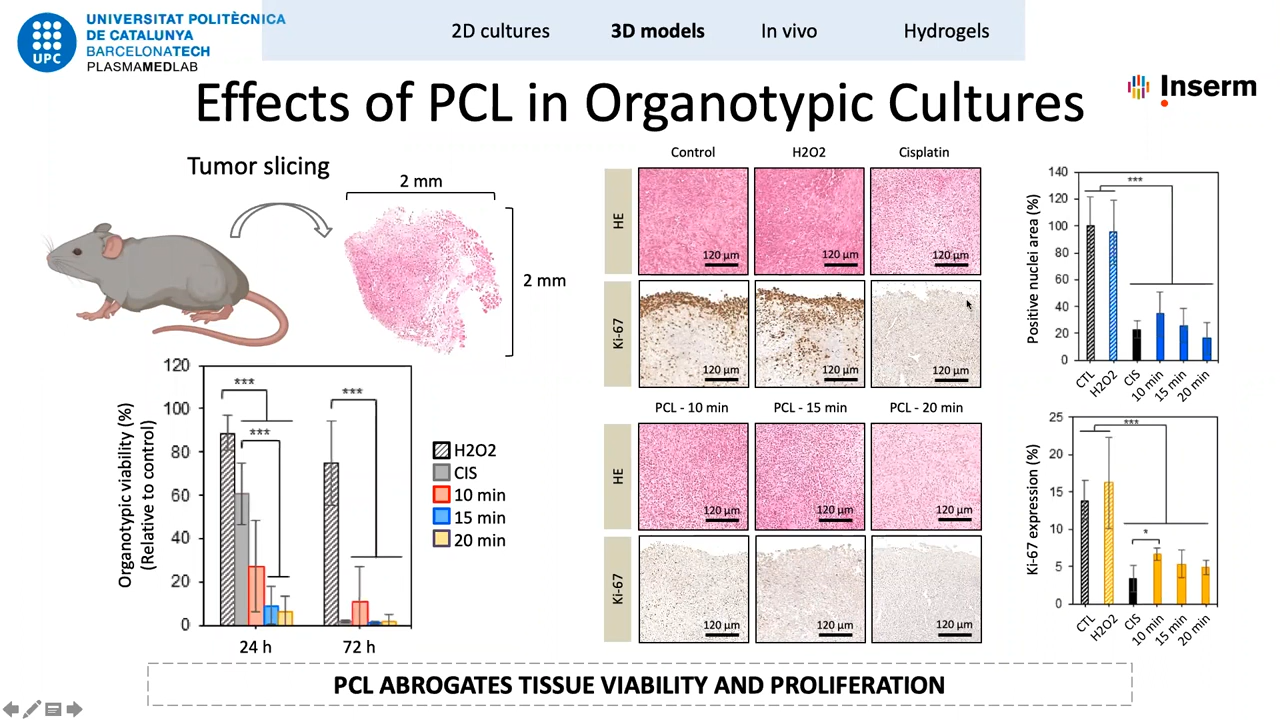 UNIVERSITAT POLITÈCNICA
DE CATALUNYA
BARCELONATECH
PLASMAMEDLAB
UPC
2D cultures
3D models
In vivo
Hydrogels
Effects of PCL in Organotypic Cultures
Inserm
Tumor slicing
2 mm
2 mm
120
100
80
60
40
20
0
Organotypic viability (%)
(Relative to control)
***
***
***
24 h
72 h
H2O2
CIS
10 min
15 min
20 min
Control
H2O2
Cisplatin
HE
120 µm
120 µm
120 µm
Ki-67
120 µm
120 µm
120 µm
PCL - 10 min
PCL - 15 min
PCL - 20 min
HE
120 µm
120 µm
120 µm
Ki-67
120 µm
120 µm
120 µm
Positive nuclei area (%)
140
120
100
80
60
40
20
0
***
CTL
H2O2
CIS
10 min
15 min
20 min
Ki-67 expression (%)
25
20
15
10
5
0
***
*
CTL
H2O2
CIS
10 min
15 min
20 min
PCL ABROGATES TISSUE VIABILITY AND PROLIFERATION